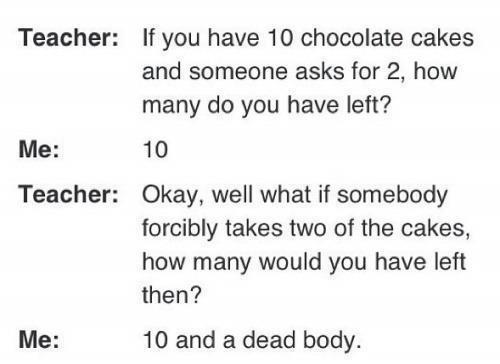 Teacher: If you have 10 chocolate cakes
and someone asks for 2, how
many do you have left?
Me: 10
Teacher: Okay, well what if somebody
forcibly takes two of the cakes,
how many would you have left
then?
Me: 10 and a dead body.